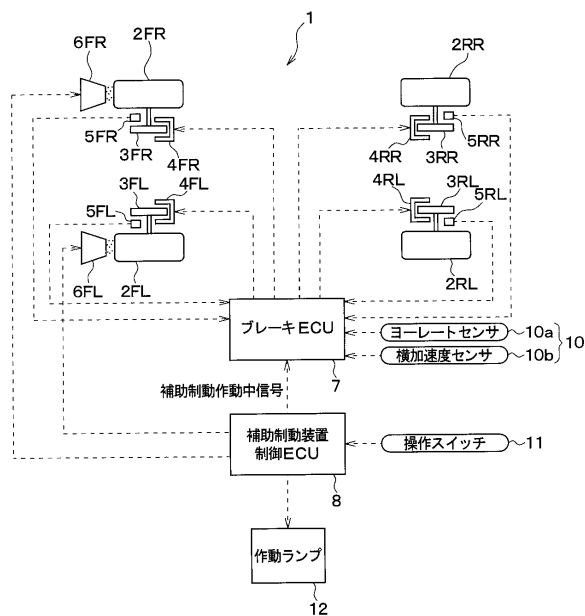 1
2FR
6FR
5FR
3FR
4FR
2RR
5RR
4RR
3RR
3FL
4FL
5FL
6FL
2FL
4RL
3RL
5RL
2RL
ブレーキECU
7
ヨーレートセンサ
10a
横加速度センサ
10b
10
補助制動作動中信号
補助制動装置
制御ECU
8
操作スイッチ
11
作動ランプ
12